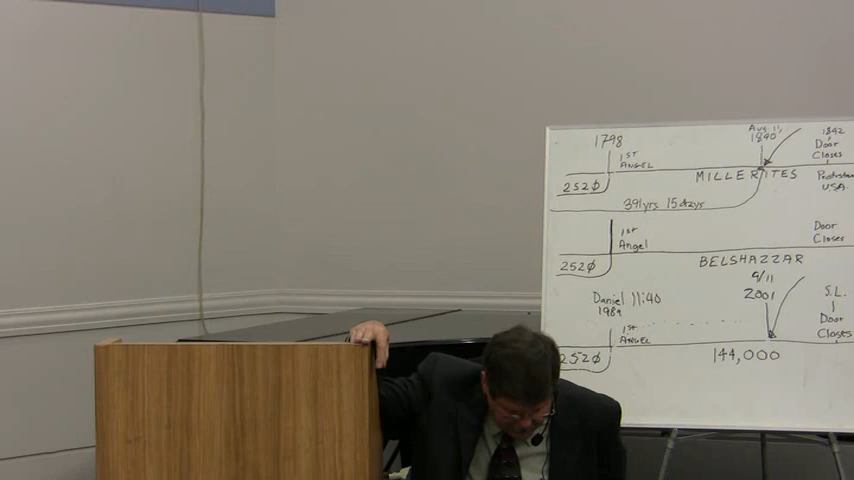 1798
Aug 11,
1840
1842
Door
Closes
1ST
ANGEL
MILLERITES
Protestant
USA
2520
391yrs 15days
1st
Angel
Door
Closes
2520
BELSHAZZAR
9/11
2001
Daniel 11:40
1989
S.L.
Door
Closes
1ST
ANGEL
2520
144,000